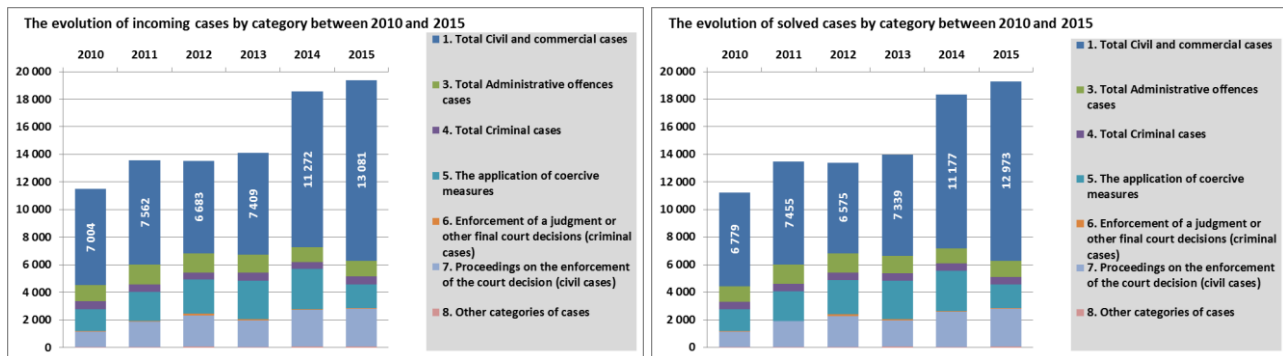 The evolution of incoming cases by category between 2010 and 2015
2010 2011 2012 2013 2014 2015
20 000
18 000
16 000
14 000
12 000
10 000
8 000
6 000
4 000
2 000
0
7 004
7 562
6 683
7 409
11 272
13 081
1. Total Civil and commercial cases
3. Total Administrative offences
cases
4. Total Criminal cases
5. The application of coercive
measures
6. Enforcement of a judgment or
other final court decisions (criminal
cases)
7. Proceedings on the enforcement
of the court decision (civil cases)
8. Other categories of cases
The evolution of solved cases by category between 2010 and 2015
2010 2011 2012 2013 2014 2015
20 000
18 000
16 000
14 000
12 000
10 000
8 000
6 000
4 000
2 000
0
6 779
7 455
6 575
7 339
11 177
12 973
1. Total Civil and commercial cases
3. Total Administrative offences
cases
4. Total Criminal cases
5. The application of coercive
measures
6. Enforcement of a judgment or
other final court decisions (criminal
cases)
7. Proceedings on the enforcement
of the court decision (civil cases)
8. Other categories of cases